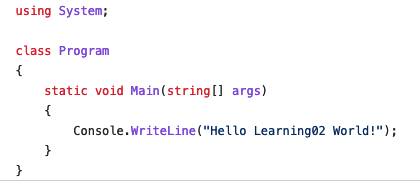 using System;

class Program
{
    static void Main(string[] args)
    {
        Console.WriteLine("Hello Learning02 World!");
    }
}